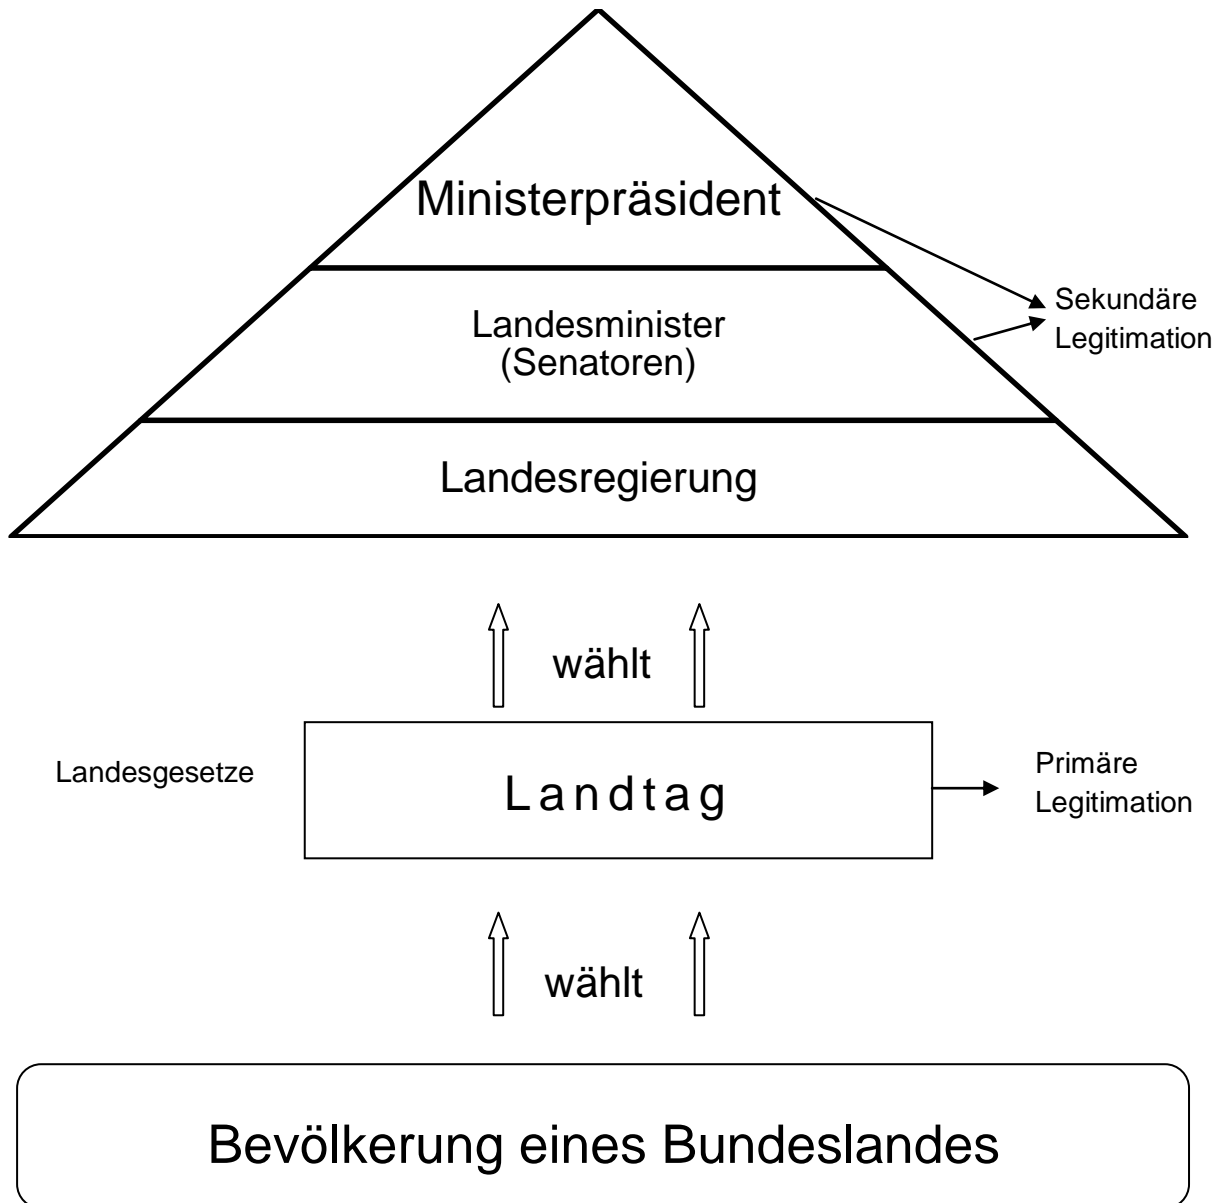 Ministerpräsident
Landesminister
(Senatoren)
Sekundäre
Legitimation
Landesregierung
wählt
Landesgesetze
Landtag
Primäre
Legitimation
wählt
Bevölkerung eines Bundeslandes